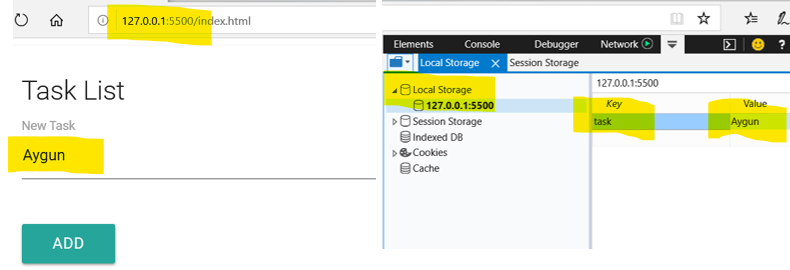 127.0.0.1:5500/index.html
Task List
New Task
Aygun
ADD
Elements Console Debugger Network ?
Local Storage Session Storage
Local Storage
127.0.0.1:5500
Session Storage
Indexed DB
Cookies
Cache
127.0.0.1:5500
Key Value
task Aygun